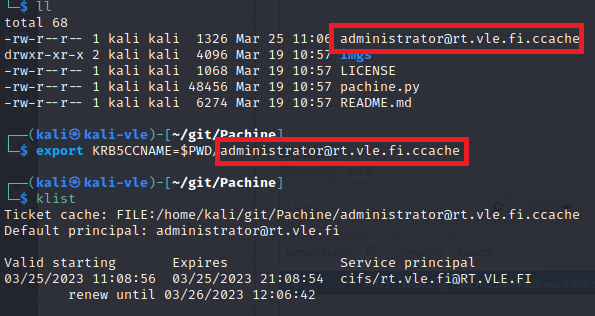 $ ll
total 68
-rw-r--r-- 1 kali kali 1326 Mar 25 11:06 administrator@rt.vle.fi.ccache
drwxr-xr-x 2 kali kali 4096 Mar 19 10:57 imgs
-rw-r--r-- 1 kali kali 1068 Mar 19 10:57 LICENSE
-rw-r--r-- 1 kali kali 48456 Mar 19 10:57 pachine.py
-rw-r--r-- 1 kali kali 6274 Mar 19 10:57 README.md
┌──(kali㉿kali-vle)-[~/git/Pachine]
└─$ export KRB5CCNAME=$PWD/administrator@rt.vle.fi.ccache
┌──(kali㉿kali-vle)-[~/git/Pachine]
└─$ klist
Ticket cache: FILE:/home/kali/git/Pachine/administrator@rt.vle.fi.ccache
Default principal: administrator@rt.vle.fi
Valid starting Expires Service principal
03/25/2023 11:08:56 03/25/2023 21:08:54 cifs/rt.vle.fi@RT.VLE.FI
renew until 03/26/2023 12:06:42